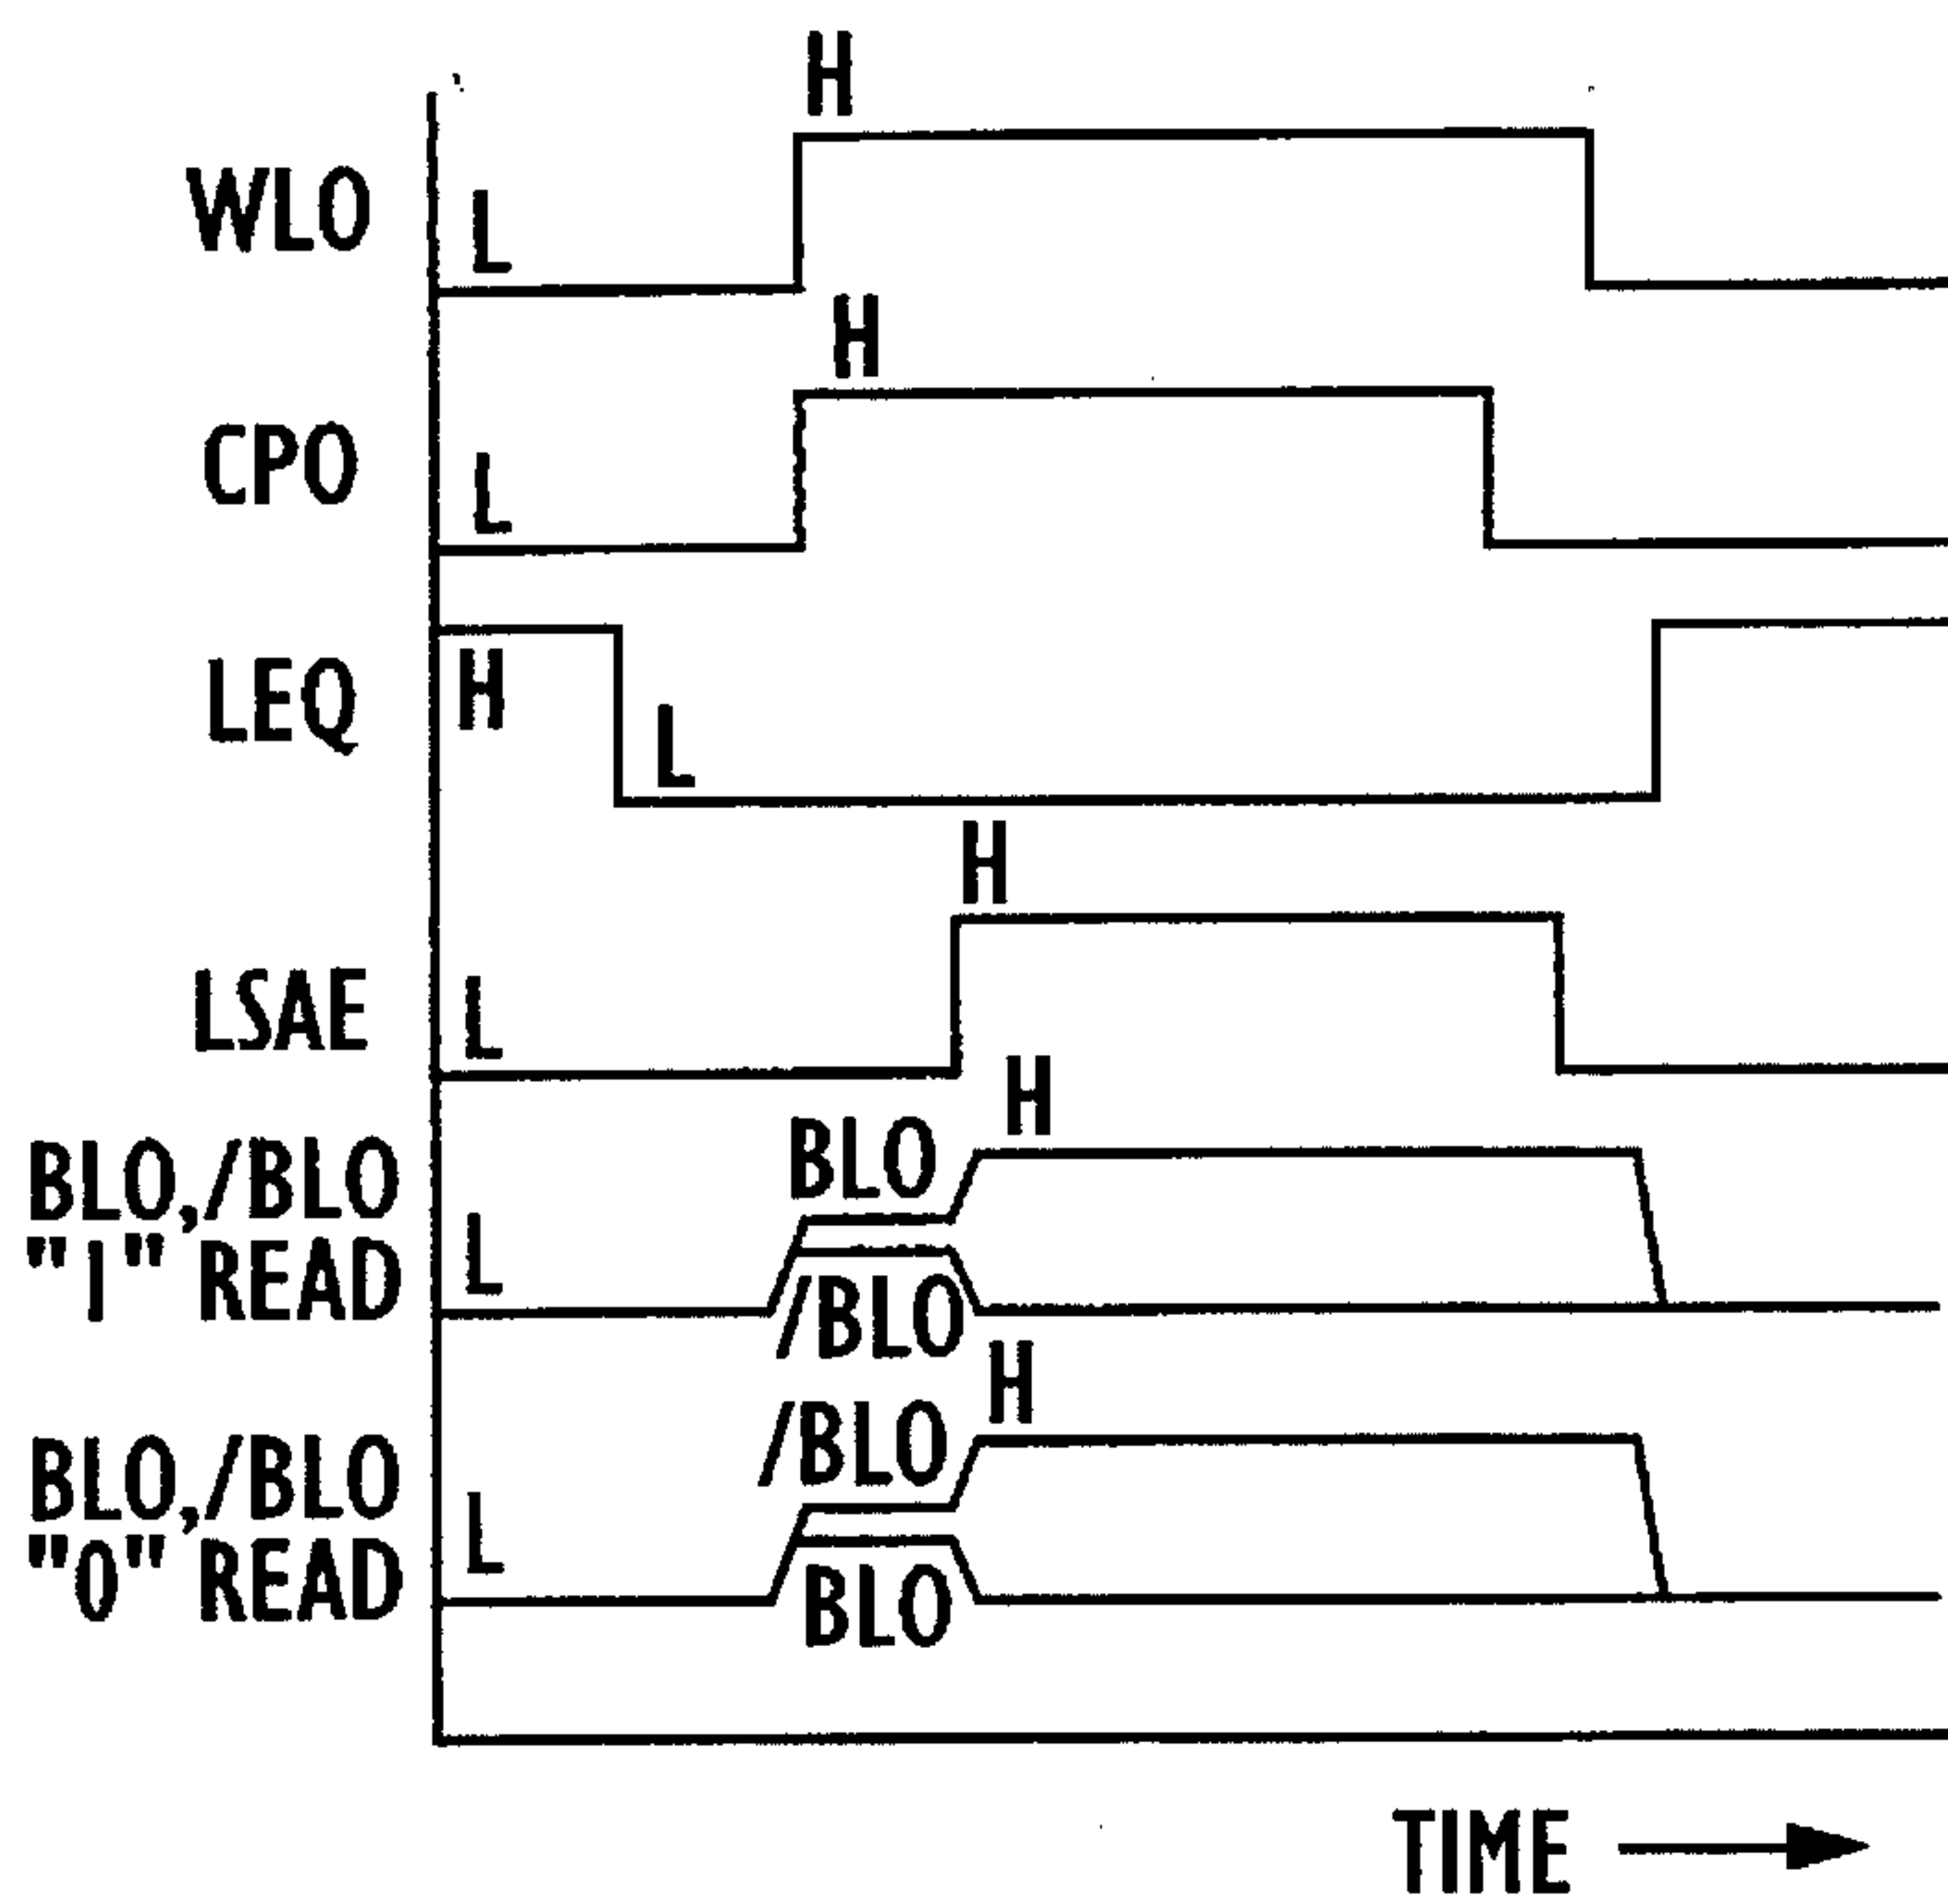 H
WLO
L
H
CPO
L
LEQ
H
L
H
LSAE
L
H
BLO
BLO,/BLO
"1" READ
L
/BLO
H
/BLO
BLO,/BLO
"0" READ
L
BLO
TIME